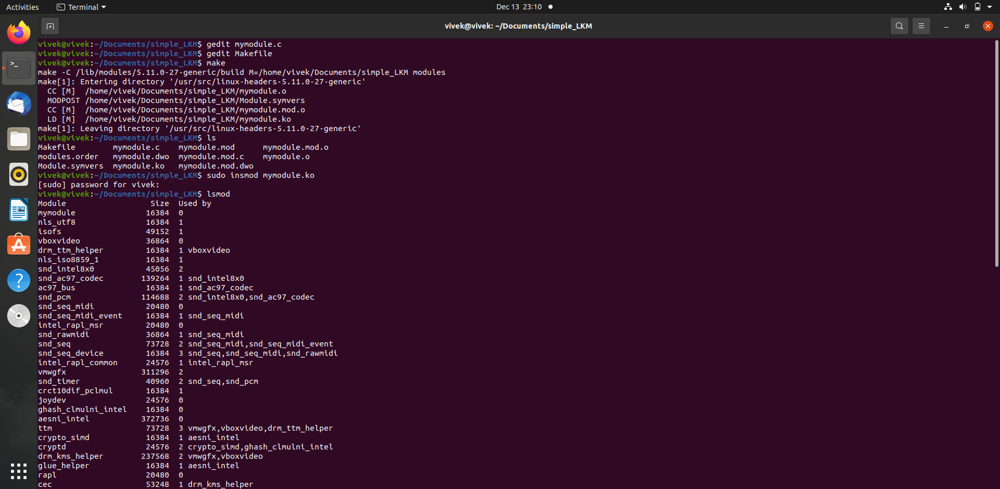 Activities Terminal Dec 13 23:10
vivek@vivek: ~/Documents/simple_LKM
vivek@vivek:~/Documents/simple_LKM$ gedit mymodule.c
vivek@vivek:~/Documents/simple_LKM$ gedit Makefile
vivek@vivek:~/Documents/simple_LKM$ make
make -C /lib/modules/5.11.0-27-generic/build M=/home/vivek/Documents/simple_LKM modules
make[1]: Entering directory '/usr/src/linux-headers-5.11.0-27-generic'
  CC [M]  /home/vivek/Documents/simple_LKM/mymodule.o
  MODPOST /home/vivek/Documents/simple_LKM/Module.symvers
  CC [M]  /home/vivek/Documents/simple_LKM/mymodule.mod.o
  LD [M]  /home/vivek/Documents/simple_LKM/mymodule.ko
make[1]: Leaving directory '/usr/src/linux-headers-5.11.0-27-generic'
vivek@vivek:~/Documents/simple_LKM$ ls
Makefile        mymodule.c    mymodule.mod      mymodule.mod.o
modules.order   mymodule.dwo  mymodule.mod.c    mymodule.o
Module.symvers  mymodule.ko   mymodule.mod.dwo
vivek@vivek:~/Documents/simple_LKM$ sudo insmod mymodule.ko
[sudo] password for vivek:
vivek@vivek:~/Documents/simple_LKM$ lsmod
Module                  Size  Used by
mymodule               16384  0
nls_utf8               16384  1
isofs                  49152  1
vboxvideo              36864  0
drm_ttm_helper         16384  1 vboxvideo
nls_iso8859_1          16384  1
snd_intel8x0           45056  2
snd_ac97_codec        139264  1 snd_intel8x0
ac97_bus               16384  1 snd_ac97_codec
snd_pcm               114688  2 snd_intel8x0,snd_ac97_codec
snd_seq_midi           20480  0
snd_seq_midi_event     16384  1 snd_seq_midi
intel_rapl_msr         20480  0
snd_rawmidi            36864  1 snd_seq_midi
snd_seq                73728  2 snd_seq_midi,snd_seq_midi_event
snd_seq_device         16384  3 snd_seq,snd_seq_midi,snd_rawmidi
intel_rapl_common      24576  1 intel_rapl_msr
vmwgfx                311296  2
snd_timer              40960  2 snd_seq,snd_pcm
crct10dif_pclmul       16384  1
joydev                 24576  0
ghash_clmulni_intel    16384  0
aesni_intel           372736  0
ttm                    73728  3 vmwgfx,vboxvideo,drm_ttm_helper
crypto_simd            16384  1 aesni_intel
cryptd                 24576  2 crypto_simd,ghash_clmulni_intel
drm_kms_helper        237568  2 vmwgfx,vboxvideo
glue_helper            16384  1 aesni_intel
rapl                   20480  0
cec                    53248  1 drm_kms_helper